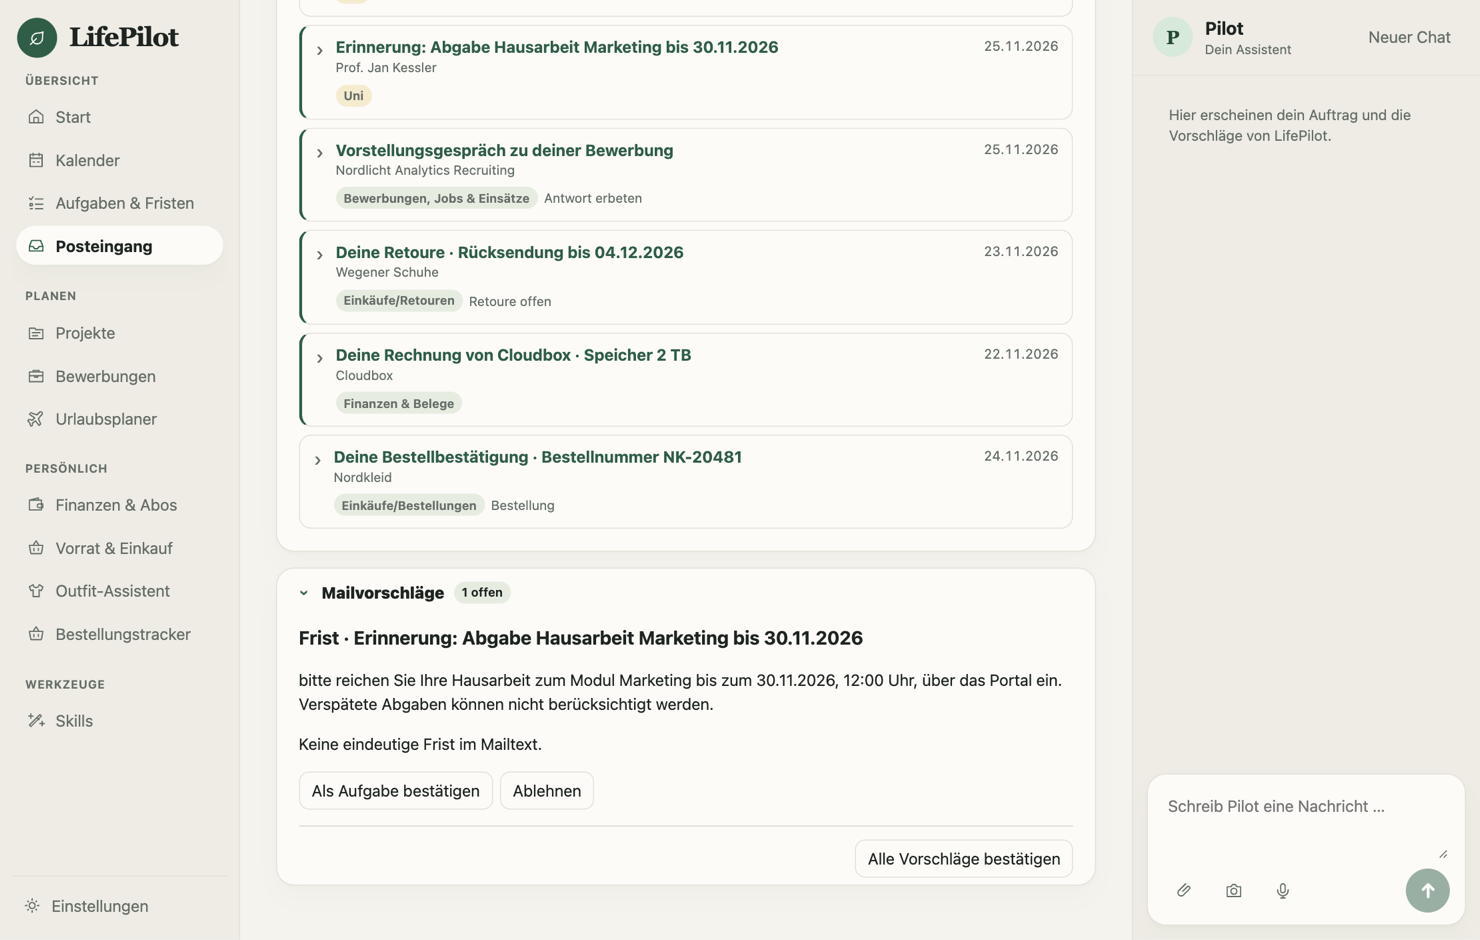 LifePilot
ÜBERSICHT
Start
Kalender
Aufgaben & Fristen
Posteingang
PLANEN
Projekte
Bewerbungen
Urlaubsplaner
PERSÖNLICH
Finanzen & Abos
Vorrat & Einkauf
Outfit-Assistent
Bestellungstracker
WERKZEUGE
Skills
Einstellungen
Erinnerung: Abgabe Hausarbeit Marketing bis 30.11.2026
25.11.2026
Prof. Jan Kessler
Uni
Vorstellungsgespräch zu deiner Bewerbung
25.11.2026
Nordlicht Analytics Recruiting
Bewerbungen, Jobs & Einsätze Antwort erbeten
Deine Retoure · Rücksendung bis 04.12.2026
23.11.2026
Wegener Schuhe
Einkäufe/Retouren Retoure offen
Deine Rechnung von Cloudbox · Speicher 2 TB
22.11.2026
Cloudbox
Finanzen & Belege
Deine Bestellbestätigung · Bestellnummer NK-20481
24.11.2026
Nordkleid
Einkäufe/Bestellungen Bestellung
Mailvorschläge 1 offen
Frist · Erinnerung: Abgabe Hausarbeit Marketing bis 30.11.2026
bitte reichen Sie Ihre Hausarbeit zum Modul Marketing bis zum 30.11.2026, 12:00 Uhr, über das Portal ein.
Verspätete Abgaben können nicht berücksichtigt werden.
Keine eindeutige Frist im Mailtext.
Als Aufgabe bestätigen Ablehnen
Alle Vorschläge bestätigen
P
Pilot
Dein Assistent
Neuer Chat
Hier erscheinen dein Auftrag und die
Vorschläge von LifePilot.
Schreib Pilot eine Nachricht ...